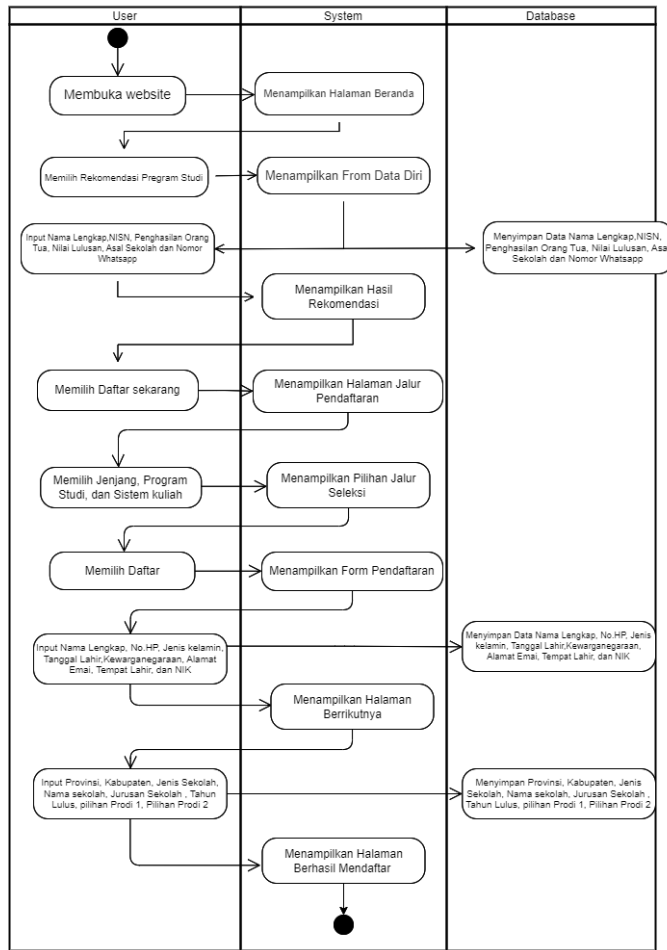 User
System
Database
Membuka website
Menampilkan Halaman Beranda
Memilih Rekomendasi Pregram Studi
Menampilkan From Data Diri
Input Nama Lengkap,NISN, Penghasilan Orang
Tua, Nilai Lulusan, Asal Sekolah dan Nomor
Whatsapp
Menyimpan Data Nama Lengkap,NISN,
Penghasilan Orang Tua, Nilai Lulusan, Asa
Sekolah dan Nomor Whatsapp
Menampilkan Hasil
Rekomendasi
Memilih Daftar sekarang
Menampilkan Halaman Jalur
Pendaftaran
Memilih Jenjang, Program
Studi, dan Sistem kuliah
Menampilkan Pilihan Jalur
Seleksi
Memilih Daftar
Menampilkan Form Pendaftaran
Input Nama Lengkap, No.HP, Jenis kelamin,
Tanggal Lahir,Kewarganegaraan, Alamat
Emai, Tempat Lahir, dan NIK
Menyimpan Data Nama Lengkap, No.HP, Jenis
kelamin, Tanggal Lahir,Kewarganegaraan,
Alamat Emai, Tempat Lahir, dan NIK
Menampilkan Halaman
Berrikutnya
Input Provinsi, Kabupaten, Jenis Sekolah,
Nama sekolah, Jurusan Sekolah , Tahun
Lulus, pilihan Prodi 1, Pilihan Prodi 2
Menyimpan Provinsi, Kabupaten, Jenis
Sekolah, Nama sekolah, Jurusan Sekolah ,
Tahun Lulus, pilihan Prodi 1, Pilihan Prodi 2
Menampilkan Halaman
Berhasil Mendaftar